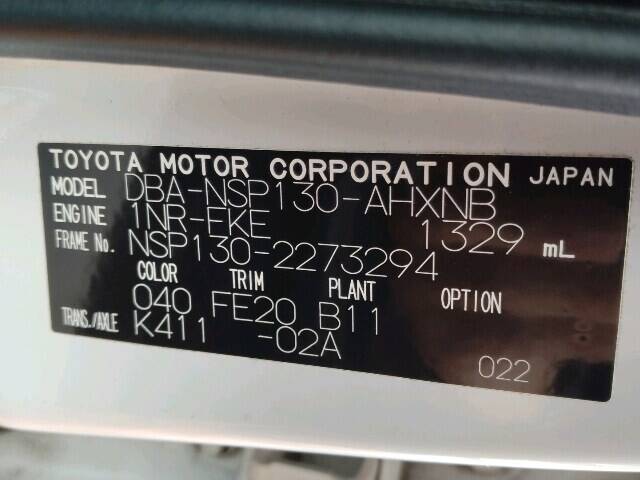 TOYOTA MOTOR CORPORATION JAPAN
MODEL DBA-NSP130-AHXNB
ENGINE 1NR-FKE 1329 mL
FRAME No. NSP130-2273294
COLOR TRIM PLANT OPTION
040 FE20 B11
TRANS./AXLE K411 -02A
022